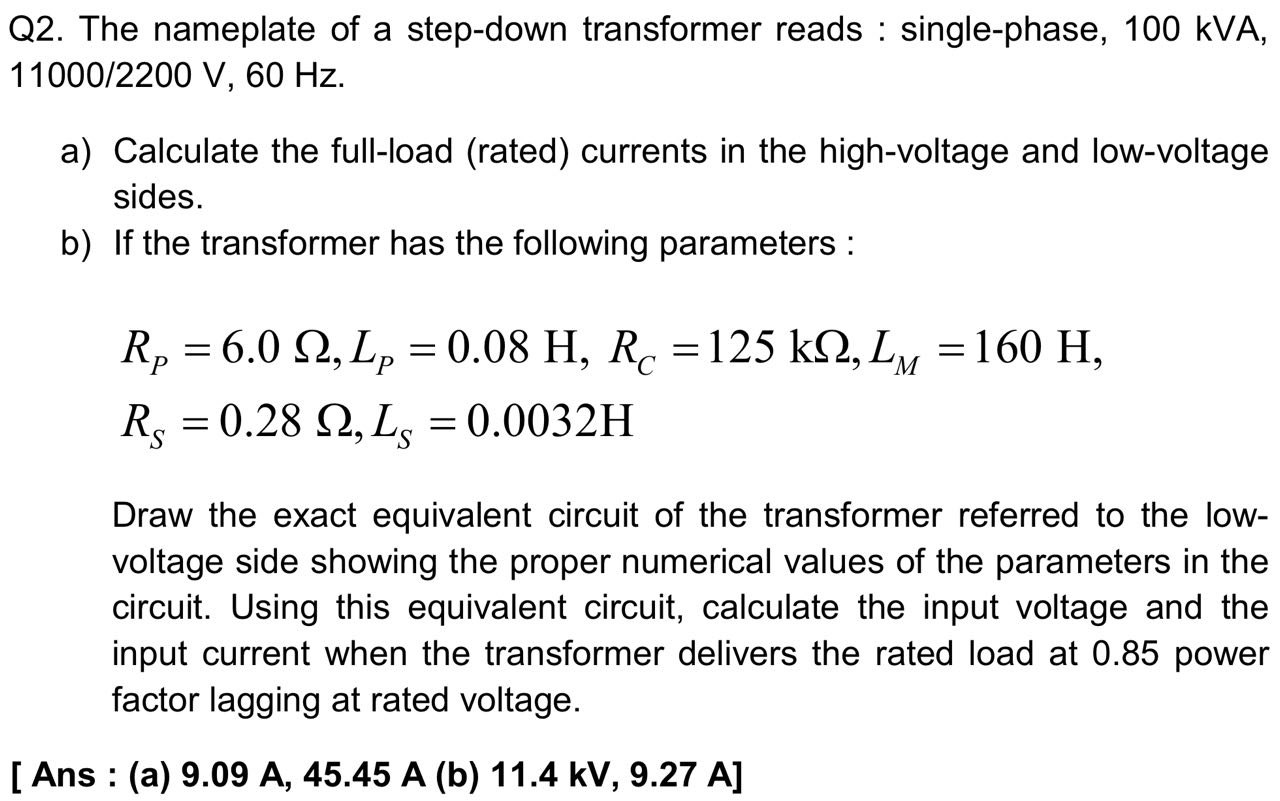 Q2. The nameplate of a step-down transformer reads : single-phase, 100 kVA,
11000/2200 V, 60 Hz.
a) Calculate the full-load (rated) currents in the high-voltage and low-voltage
sides.
b) If the transformer has the following parameters :
R_P = 6.0 Ω, L_P = 0.08 H, R_C = 125 kΩ, L_M = 160 H,
R_S = 0.28 Ω, L_S = 0.0032H
Draw the exact equivalent circuit of the transformer referred to the low-
voltage side showing the proper numerical values of the parameters in the
circuit. Using this equivalent circuit, calculate the input voltage and the
input current when the transformer delivers the rated load at 0.85 power
factor lagging at rated voltage.
[ Ans : (a) 9.09 A, 45.45 A (b) 11.4 kV, 9.27 A]